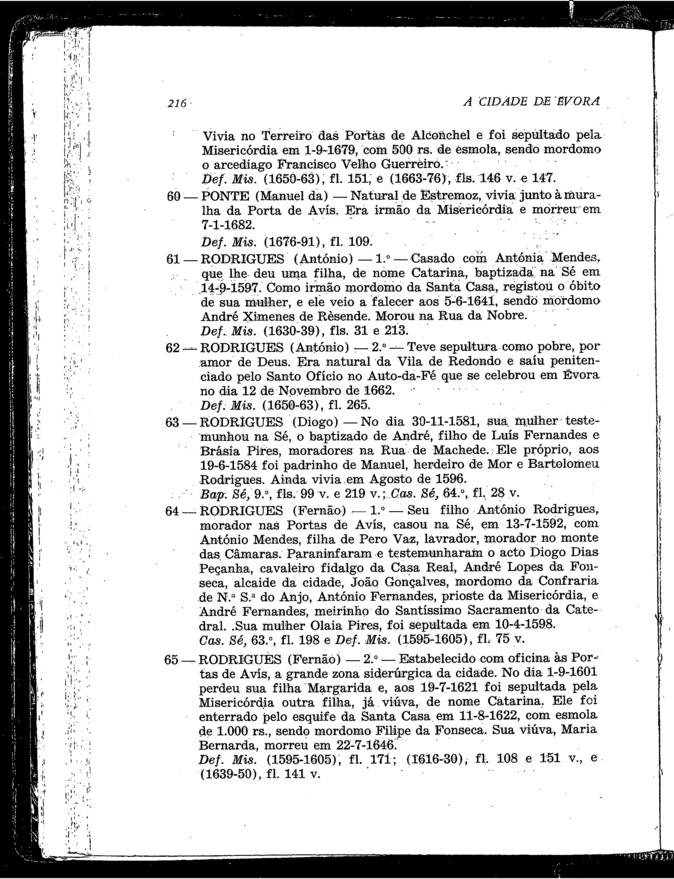 216
A CIDADE DE ÉVORA
Vivia no Terreiro das Portas de Alconchel e foi sepultado pela
Misericórdia em 1-9-1679, com 500 rs. de esmola, sendo mordomo
o arcediago Francisco Velho Guerreiro.
Def. Mis. (1650-63), fl. 151, e (1663-76), fls. 146 v. e 147.
60 — PONTE (Manuel da) — Natural de Estremoz, vivia junto à mura-
lha da Porta de Avís. Era irmão da Misericórdia e morreu em
7-1-1682.
Def. Mis. (1676-91), fl. 109.
61 — RODRIGUES (António) — 1.º — Casado com Antónia Mendes,
que lhe deu uma filha, de nome Catarina, baptizada na Sé em
14-9-1597. Como irmão mordomo da Santa Casa, registou o óbito
de sua mulher, e ele veio a falecer aos 5-6-1641, sendo mordomo
André Ximenes de Rèsende. Morou na Rua da Nobre.
Def. Mis. (1630-39), fls. 31 e 213.
62 — RODRIGUES (António) — 2.º — Teve sepultura como pobre, por
amor de Deus. Era natural da Vila de Redondo e saíu peniten-
ciado pelo Santo Ofício no Auto-da-Fé que se celebrou em Évora
no dia 12 de Novembro de 1662.
Def. Mis. (1650-63), fl. 265.
63 — RODRIGUES (Diogo) — No dia 30-11-1581, sua mulher teste-
munhou na Sé, o baptizado de André, filho de Luís Fernandes e
Brásia Pires, moradores na Rua de Machede. Ele próprio, aos
19-6-1584 foi padrinho de Manuel, herdeiro de Mor e Bartolomeu
Rodrigues. Ainda vivia em Agosto de 1596.
Bap. Sé, 9.º, fls. 99 v. e 219 v.; Cas. Sé, 64.º, fl. 28 v.
64 — RODRIGUES (Fernão) — 1.º — Seu filho António Rodrigues,
morador nas Portas de Avís, casou na Sé, em 13-7-1592, com
António Mendes, filha de Pero Vaz, lavrador, morador no monte
das Câmaras. Paraninfaram e testemunharam o acto Diogo Dias
Peçanha, cavaleiro fidalgo da Casa Real, André Lopes da Fon-
seca, alcaide da cidade, João Gonçalves, mordomo da Confraria
de N.ª S.ª do Anjo, António Fernandes, prioste da Misericórdia, e
André Fernandes, meirinho do Santíssimo Sacramento da Cate-
dral. Sua mulher Olaia Pires, foi sepultada em 10-4-1598.
Cas. Sé, 63.º, fl. 198 e Def. Mis. (1595-1605), fl. 75 v.
65 — RODRIGUES (Fernão) — 2.º — Estabelecido com oficina às Por-
tas de Avís, a grande zona siderúrgica da cidade. No dia 1-9-1601
perdeu sua filha Margarida e, aos 19-7-1621 foi sepultada pela
Misericórdia outra filha, já viúva, de nome Catarina. Ele foi
enterrado pelo esquife da Santa Casa em 11-8-1622, com esmola
de 1.000 rs., sendo mordomo Filipe da Fonseca. Sua viúva, Maria
Bernarda, morreu em 22-7-1646.
Def. Mis. (1595-1605), fl. 171; (1616-30), fl. 108 e 151 v., e
(1639-50), fl. 141 v.